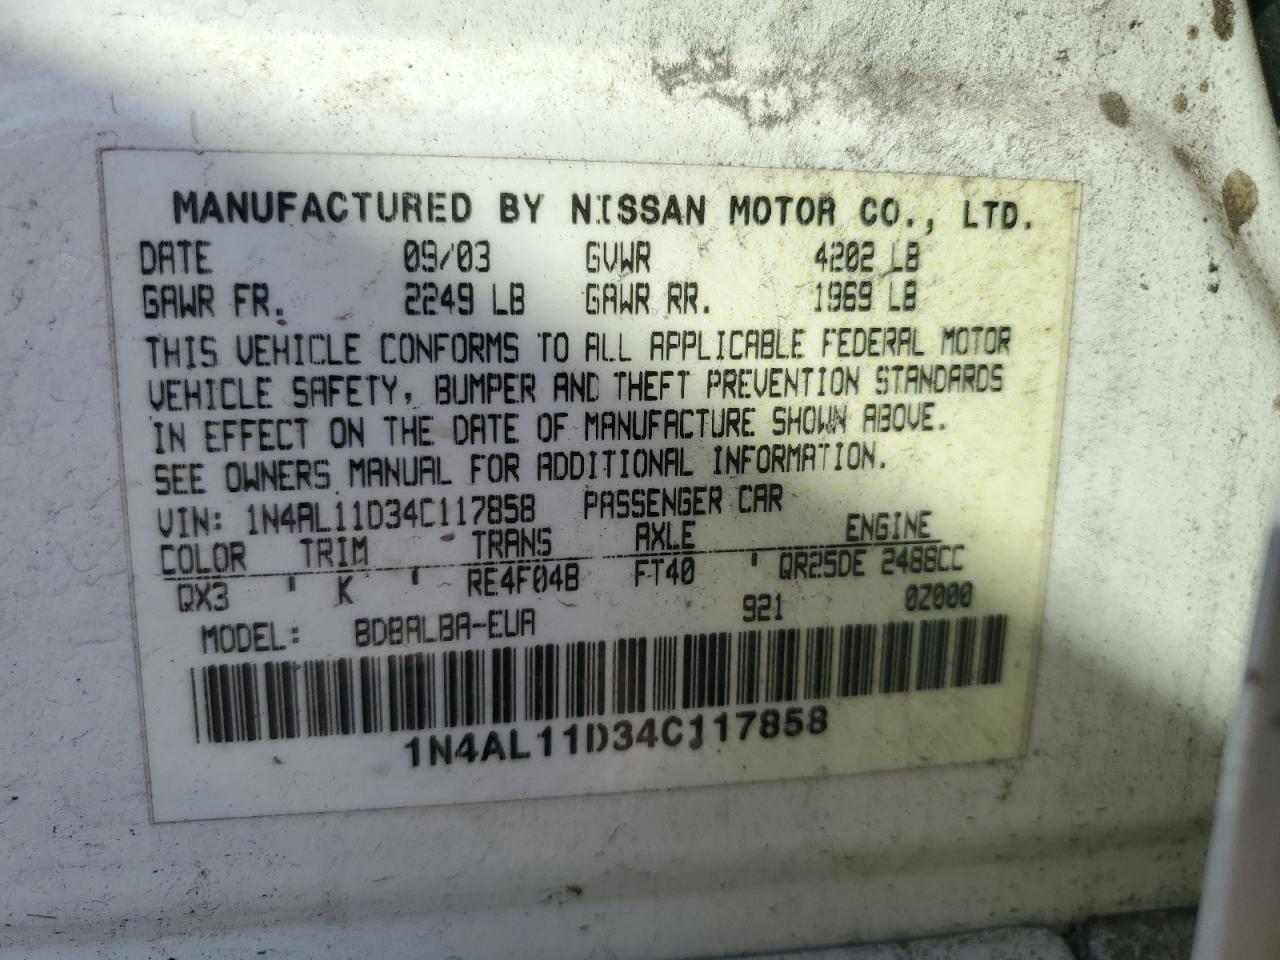 MANUFACTURED BY NISSAN MOTOR CO., LTD.
DATE 09/03 GVWR 4202 LB
GAWR FR. 2249 LB GAWR RR. 1969 LB
THIS VEHICLE CONFORMS TO ALL APPLICABLE FEDERAL MOTOR
VEHICLE SAFETY, BUMPER AND THEFT PREVENTION STANDARDS
IN EFFECT ON THE DATE OF MANUFACTURE SHOWN ABOVE.
SEE OWNERS MANUAL FOR ADDITIONAL INFORMATION.
VIN: 1N4AL11D34C117858 PASSENGER CAR
COLOR TRIM TRANS AXLE ENGINE
QX3 ' K ' RE4F04B FT40 ' QR25DE 2488CC
921 0Z000
MODEL: BDBALBA-EUA
1N4AL11D34C117858